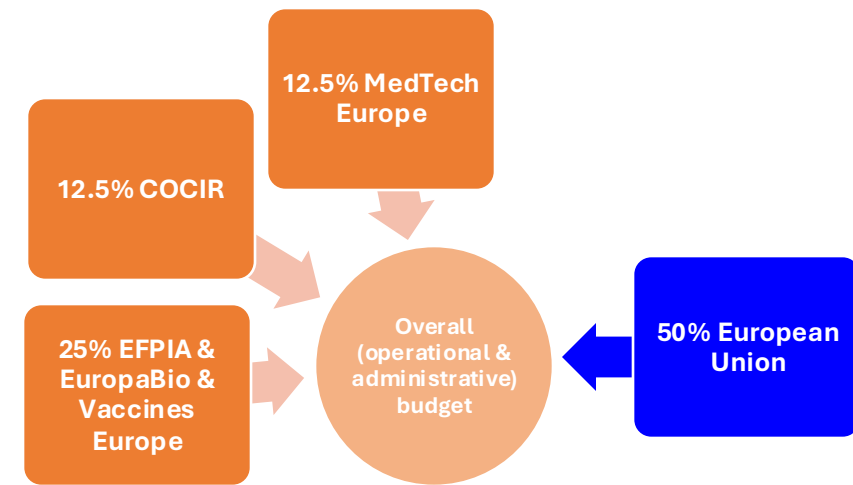 12.5% MedTech
Europe
12.5% COCIR
25% EFPIA &
EuropaBio &
Vaccines
Europe
Overall
(operational &
administrative)
budget
50% European
Union